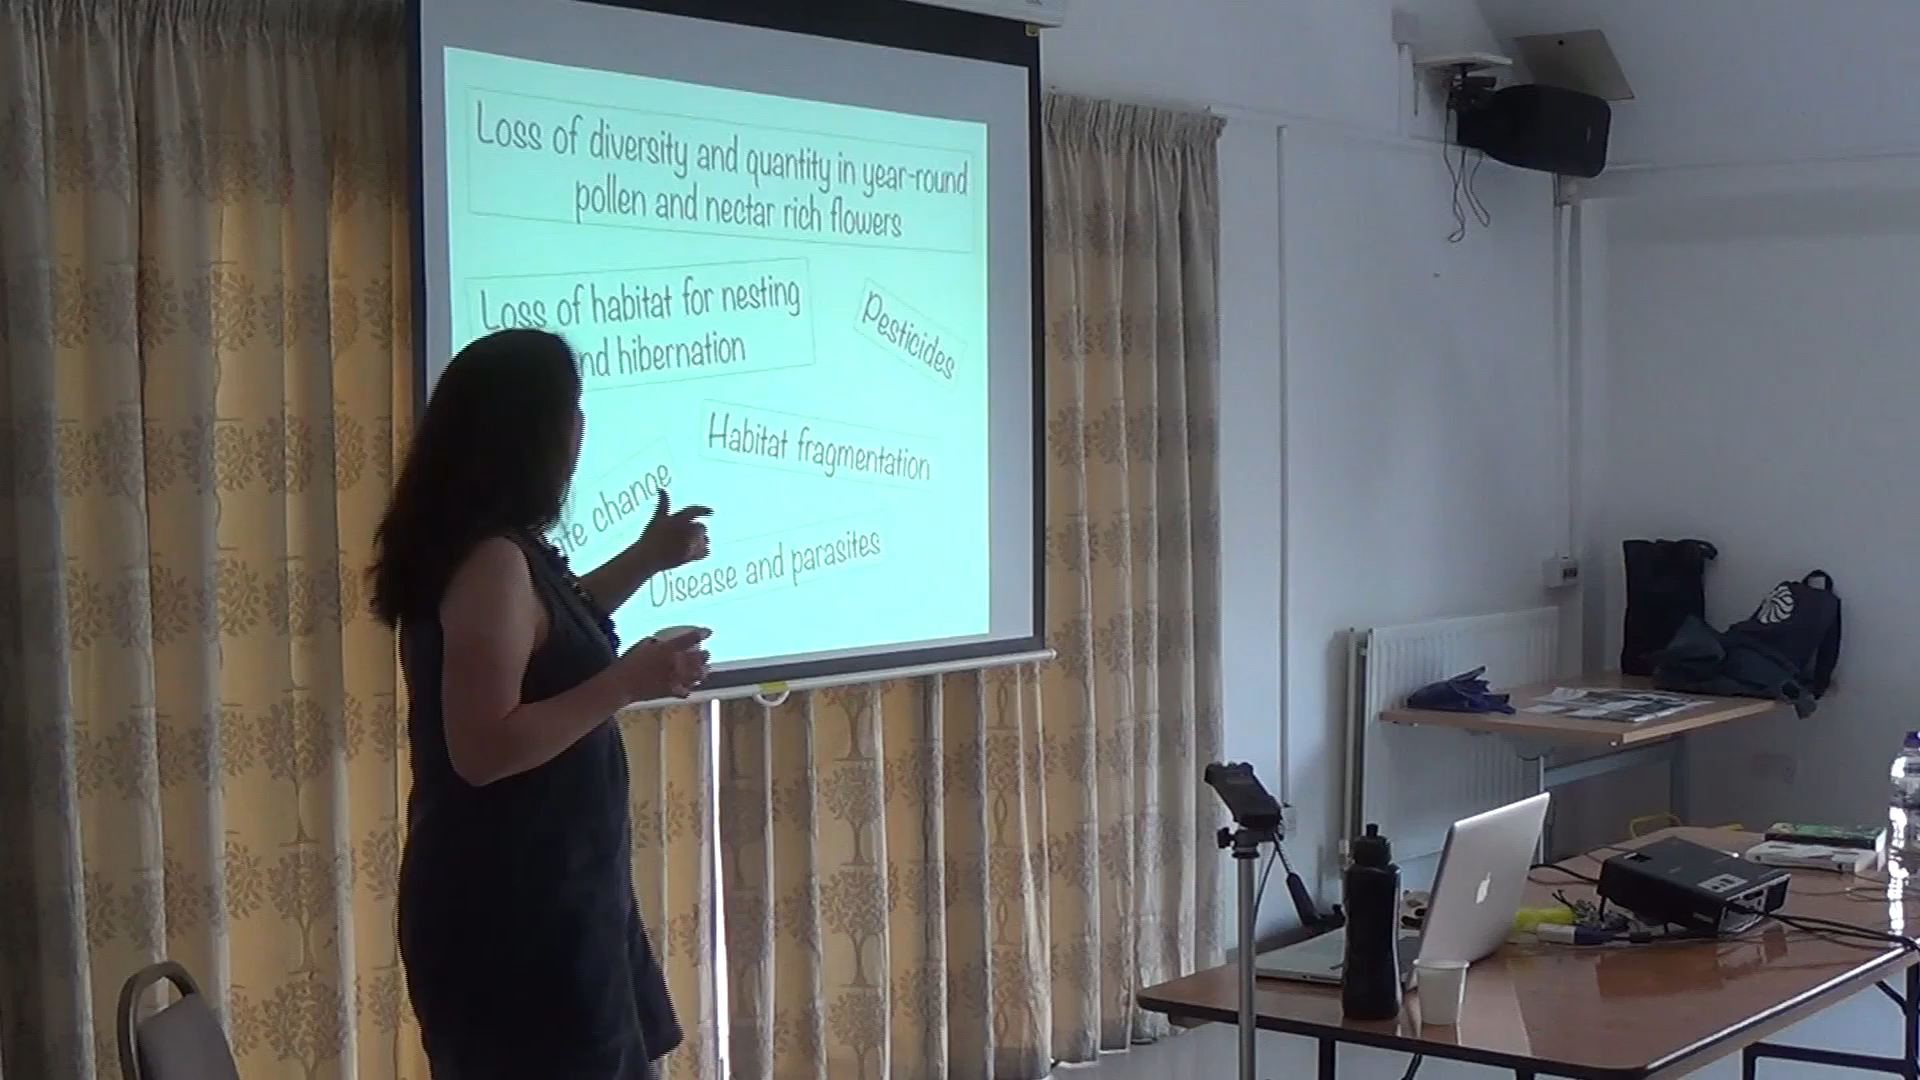 Loss of diversity and quantity in year-round
pollen and nectar rich flowers
Loss of habitat for nesting
nd hibernation
Pesticides
Habitat fragmentation
ate change
Disease and parasites